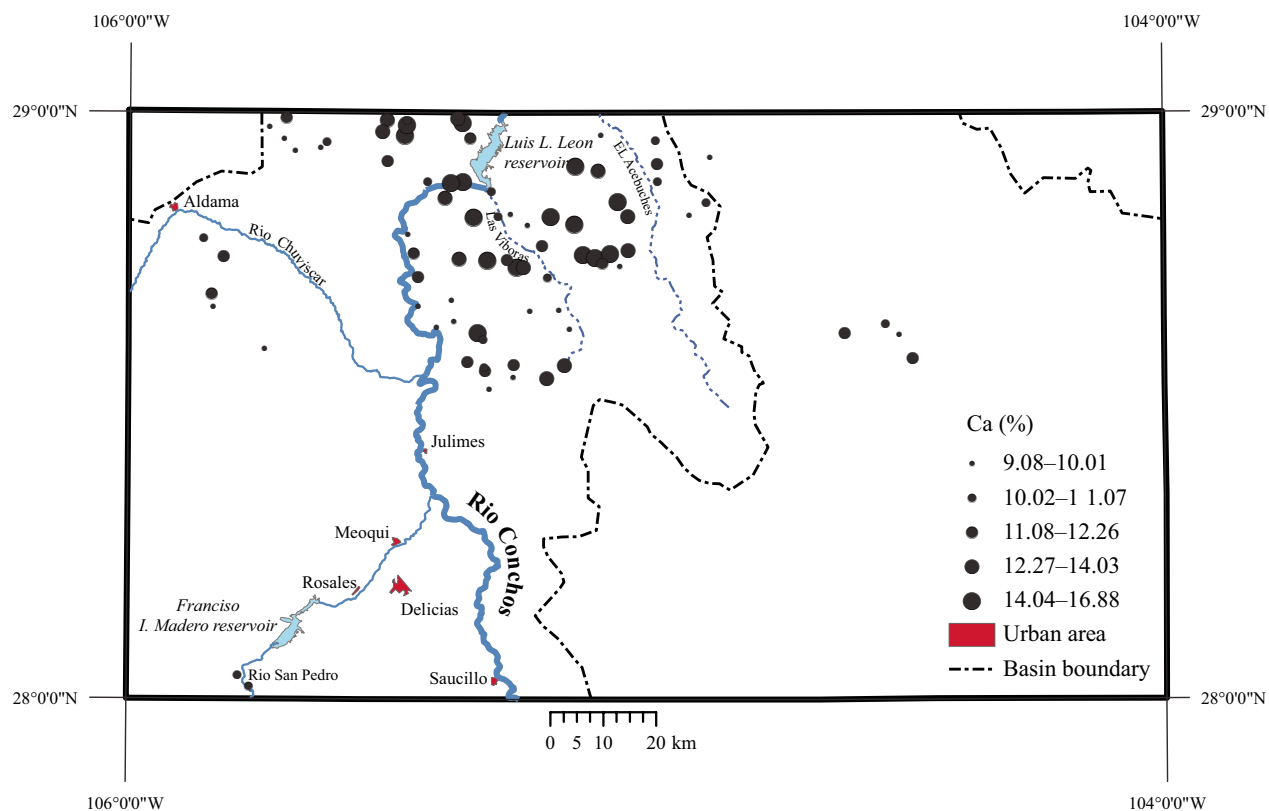 106°0'0"W
104°0'0"W
29°0'0"N
29°0'0"N
Luis L. Leon
reservoir
EL Acebuches
Aldama
Rio Chuviscar
Las Viboras
Ca (%)
Julimes
9.08–10.01
10.02–1 1.07
Rio Conchos
Meoqui
11.08–12.26
12.27–14.03
Rosales
Delicias
14.04–16.88
Franciso
I. Madero reservoir
Urban area
Rio San Pedro
Saucillo
Basin boundary
28°0'0"N
28°0'0"N
0 5 10 20 km
106°0'0"W
104°0'0"W